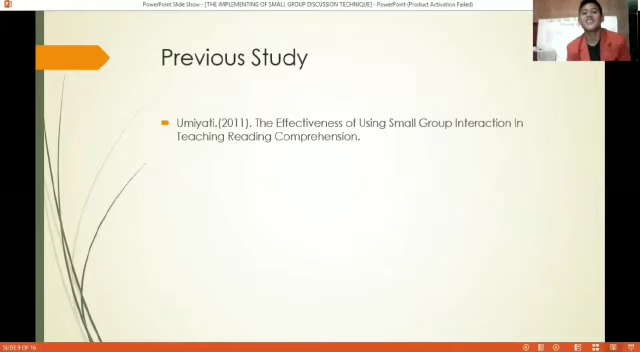 PowerPoint Slide Show - [THE IMPLEMENTING OF SMALL GROUP DISCUSSION TECHNIQUE] - PowerPoint (Product Activation Failed)
Previous Study
Umiyati.(2011). The Effectiveness of Using Small Group Interaction In
Teaching Reading Comprehension.
SLIDE 9 OF 16